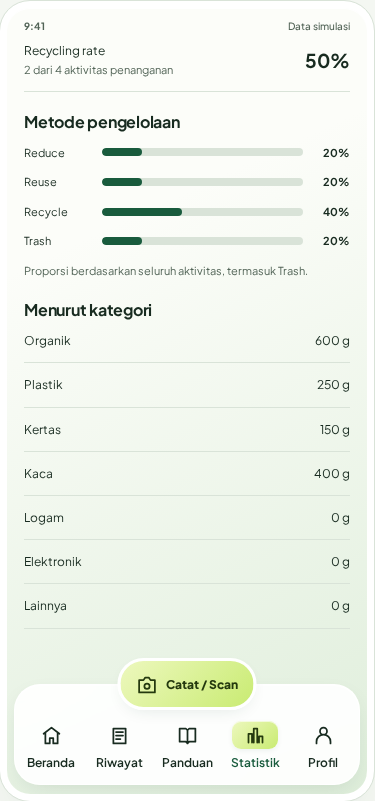 9:41 Data simulasi
Recycling rate
2 dari 4 aktivitas penanganan 50%
Metode pengelolaan
Reduce 20%
Reuse 20%
Recycle 40%
Trash 20%
Proporsi berdasarkan seluruh aktivitas, termasuk Trash.
Menurut kategori
Organik 600 g
Plastik 250 g
Kertas 150 g
Kaca 400 g
Logam 0 g
Elektronik 0 g
Lainnya 0 g
Catat / Scan
Beranda Riwayat Panduan Statistik Profil